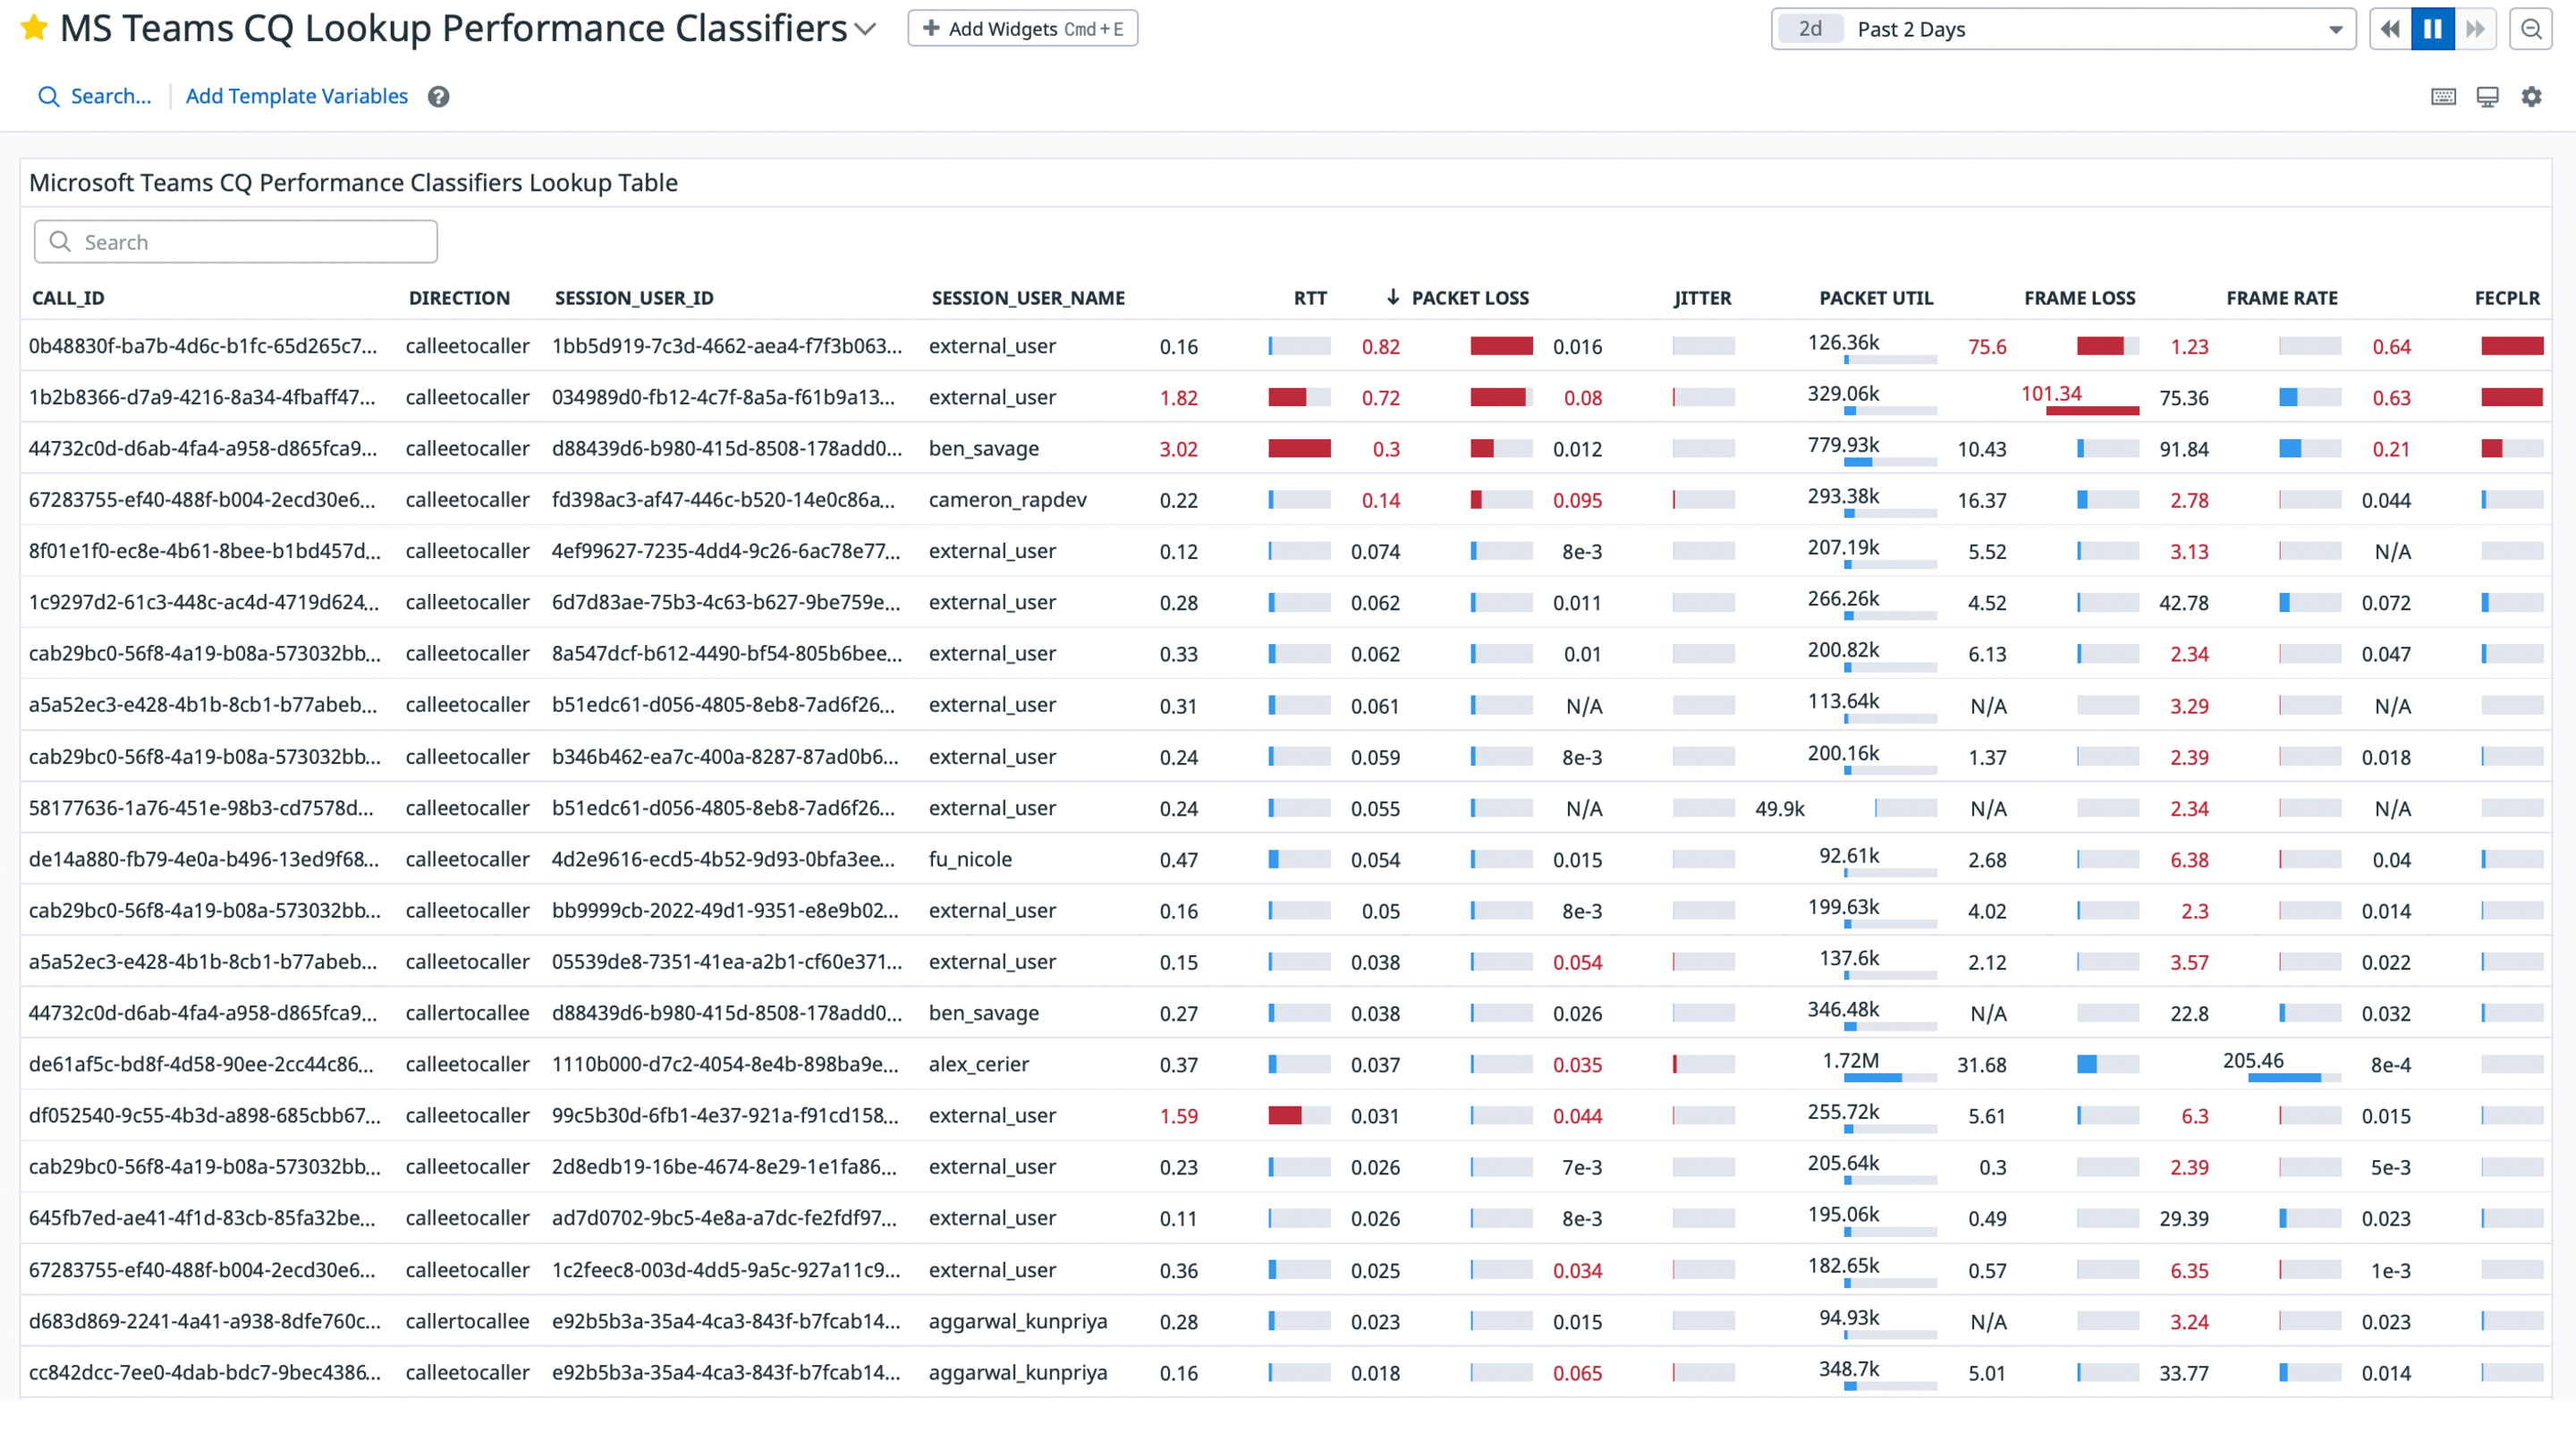 MS Teams CQ Lookup Performance Classifiers + Add Widgets Cmd+E 2d Past 2 Days
Search... Add Template Variables ?
Microsoft Teams CQ Performance Classifiers Lookup Table
Search
CALL_ID DIRECTION SESSION_USER_ID SESSION_USER_NAME RTT ↓ PACKET LOSS JITTER PACKET UTIL FRAME LOSS FRAME RATE FECPLR
0b48830f-ba7b-4d6c-b1fc-65d265c7... calleetocaller 1bb5d919-7c3d-4662-aea4-f7f3b063... external_user 0.16 0.82 0.016 126.36k 75.6 1.23 0.64
1b2b8366-d7a9-4216-8a34-4fbaff47... calleetocaller 034989d0-fb12-4c7f-8a5a-f61b9a13... external_user 1.82 0.72 0.08 329.06k 101.34 75.36 0.63
44732c0d-d6ab-4fa4-a958-d865fca9... calleetocaller d88439d6-b980-415d-8508-178add0... ben_savage 3.02 0.3 0.012 779.93k 10.43 91.84 0.21
67283755-ef40-488f-b004-2ecd30e6... calleetocaller fd398ac3-af47-446c-b520-14e0c86a... cameron_rapdev 0.22 0.14 0.095 293.38k 16.37 2.78 0.044
8f01e1f0-ec8e-4b61-8bee-b1bd457d... calleetocaller 4ef99627-7235-4dd4-9c26-6ac78e77... external_user 0.12 0.074 8e-3 207.19k 5.52 3.13 N/A
1c9297d2-61c3-448c-ac4d-4719d624... calleetocaller 6d7d83ae-75b3-4c63-b627-9be759e... external_user 0.28 0.062 0.011 266.26k 4.52 42.78 0.072
cab29bc0-56f8-4a19-b08a-573032bb... calleetocaller 8a547dcf-b612-4490-bf54-805b6bee... external_user 0.33 0.062 0.01 200.82k 6.13 2.34 0.047
a5a52ec3-e428-4b1b-8cb1-b77abeb... calleetocaller b51edc61-d056-4805-8eb8-7ad6f26... external_user 0.31 0.061 N/A 113.64k N/A 3.29 N/A
cab29bc0-56f8-4a19-b08a-573032bb... calleetocaller b346b462-ea7c-400a-8287-87ad0b6... external_user 0.24 0.059 8e-3 200.16k 1.37 2.39 0.018
58177636-1a76-451e-98b3-cd7578d... calleetocaller b51edc61-d056-4805-8eb8-7ad6f26... external_user 0.24 0.055 N/A 49.9k N/A 2.34 N/A
de14a880-fb79-4e0a-b496-13ed9f68... calleetocaller 4d2e9616-ecd5-4b52-9d93-0bfa3ee... fu_nicole 0.47 0.054 0.015 92.61k 2.68 6.38 0.04
cab29bc0-56f8-4a19-b08a-573032bb... calleetocaller bb9999cb-2022-49d1-9351-e8e9b02... external_user 0.16 0.05 8e-3 199.63k 4.02 2.3 0.014
a5a52ec3-e428-4b1b-8cb1-b77abeb... calleetocaller 05539de8-7351-41ea-a2b1-cf60e371... external_user 0.15 0.038 0.054 137.6k 2.12 3.57 0.022
44732c0d-d6ab-4fa4-a958-d865fca9... callertocallee d88439d6-b980-415d-8508-178add0... ben_savage 0.27 0.038 0.026 346.48k N/A 22.8 0.032
de61af5c-bd8f-4d58-90ee-2cc44c86... calleetocaller 1110b000-d7c2-4054-8e4b-898ba9e... alex_cerier 0.37 0.037 0.035 1.72M 31.68 205.46 8e-4
df052540-9c55-4b3d-a898-685cbb67... calleetocaller 99c5b30d-6fb1-4e37-921a-f91cd158... external_user 1.59 0.031 0.044 255.72k 5.61 6.3 0.015
cab29bc0-56f8-4a19-b08a-573032bb... calleetocaller 2d8edb19-16be-4674-8e29-1e1fa86... external_user 0.23 0.026 7e-3 205.64k 0.3 2.39 5e-3
645fb7ed-ae41-4f1d-83cb-85fa32be... calleetocaller ad7d0702-9bc5-4e8a-a7dc-fe2fdf97... external_user 0.11 0.026 8e-3 195.06k 0.49 29.39 0.023
67283755-ef40-488f-b004-2ecd30e6... calleetocaller 1c2feec8-003d-4dd5-9a5c-927a11c9... external_user 0.36 0.025 0.034 182.65k 0.57 6.35 1e-3
d683d869-2241-4a41-a938-8dfe760c... callertocallee e92b5b3a-35a4-4ca3-843f-b7fcab14... aggarwal_kunpriya 0.28 0.023 0.015 94.93k N/A 3.24 0.023
cc842dcc-7ee0-4dab-bdc7-9bec4386... calleetocaller e92b5b3a-35a4-4ca3-843f-b7fcab14... aggarwal_kunpriya 0.16 0.018 0.065 348.7k 5.01 33.77 0.014